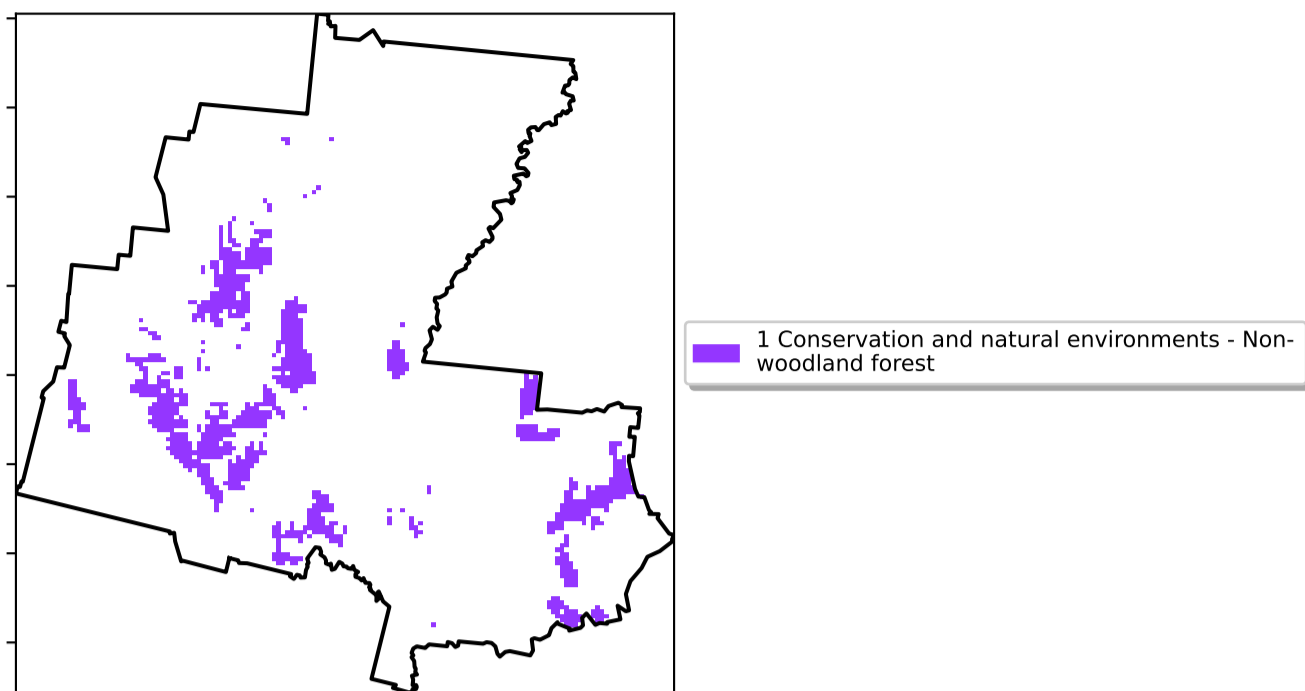 1 Conservation and natural environments - Non-
woodland forest